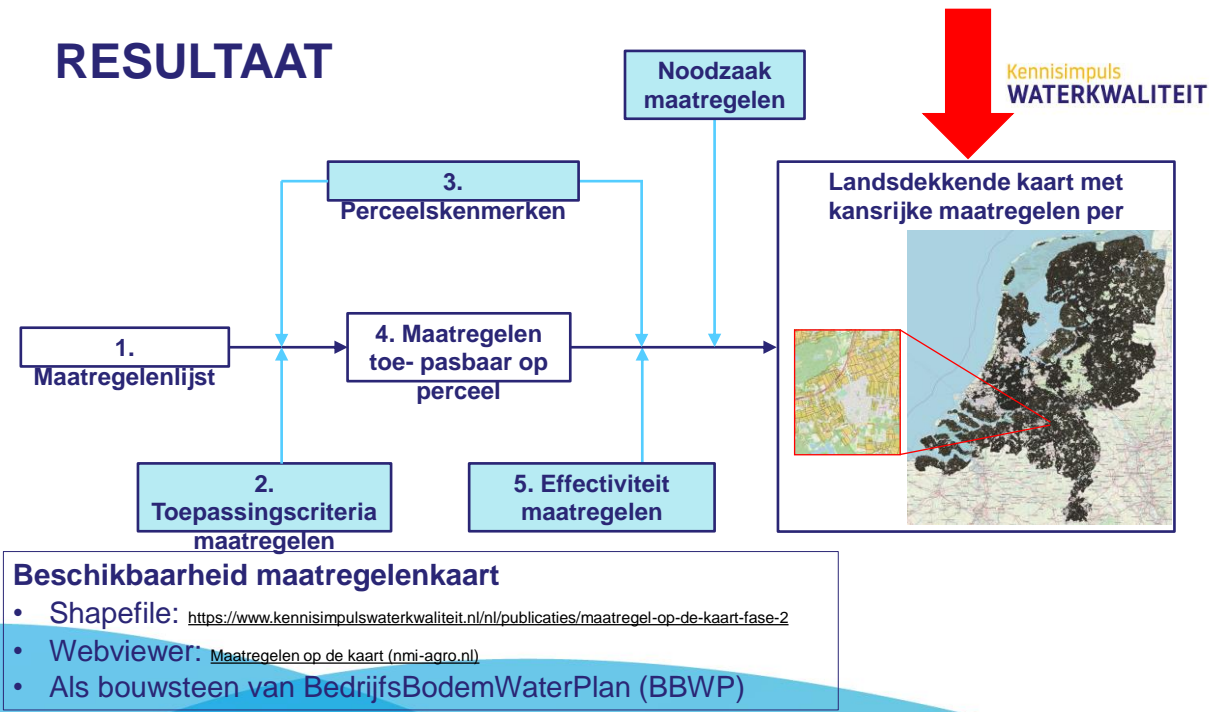 RESULTAAT
Noodzaak
maatregelen
Kennisimpuls
WATERKWALITEIT
3.
Perceelskenmerken
Landsdekkende kaart met
kansrijke maatregelen per
1.
Maatregelenlijst
4. Maatregelen
toe- pasbaar op
perceel
2.
Toepassingscriteria
maatregelen
5. Effectiviteit
maatregelen
Beschikbaarheid maatregelenkaart
• Shapefile: https://www.kennisimpulswaterkwaliteit.nl/nl/publicaties/maatregel-op-de-kaart-fase-2
• Webviewer: Maatregelen op de kaart (nmi-agro.nl)
• Als bouwsteen van BedrijfsBodemWaterPlan (BBWP)